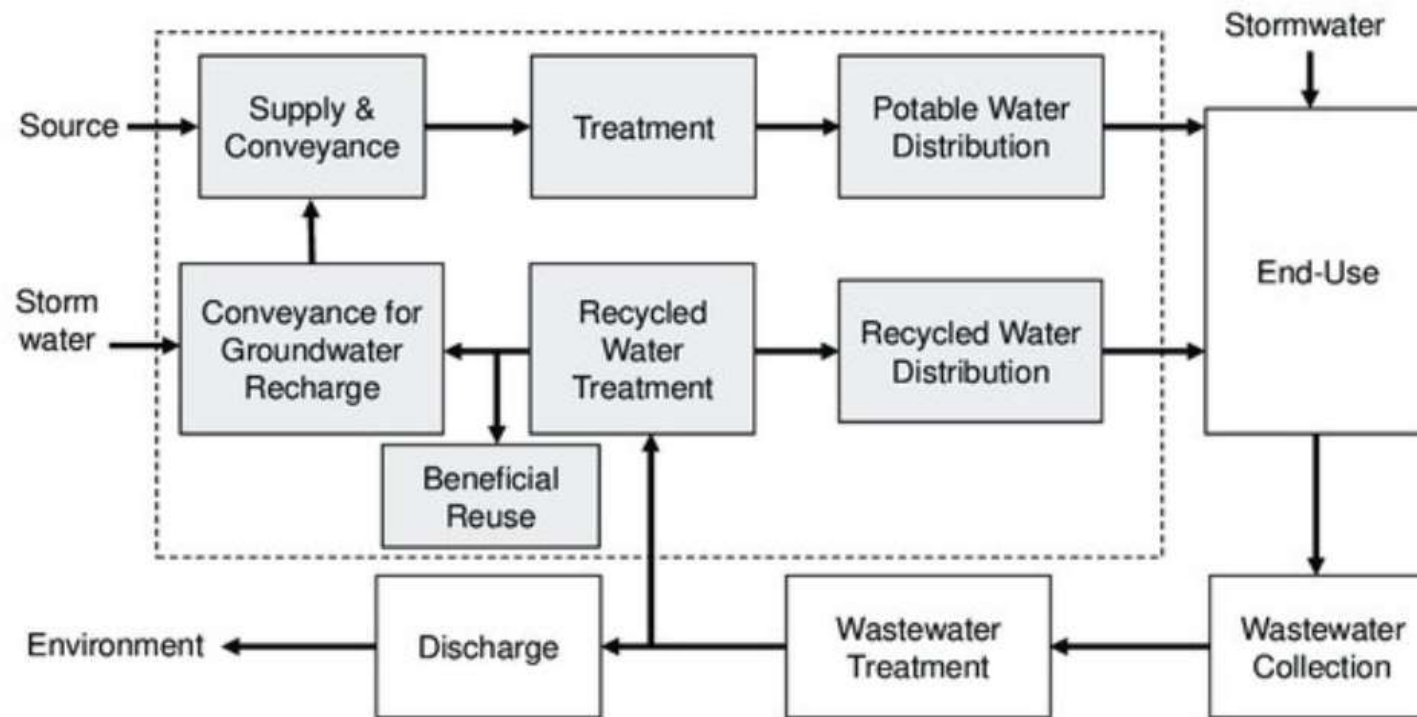 Stormwater
Source
Supply &
Conveyance
Treatment
Potable Water
Distribution
End-Use
Storm
water
Conveyance for
Groundwater
Recharge
Recycled
Water
Treatment
Recycled Water
Distribution
Beneficial
Reuse
Environment
Discharge
Wastewater
Treatment
Wastewater
Collection